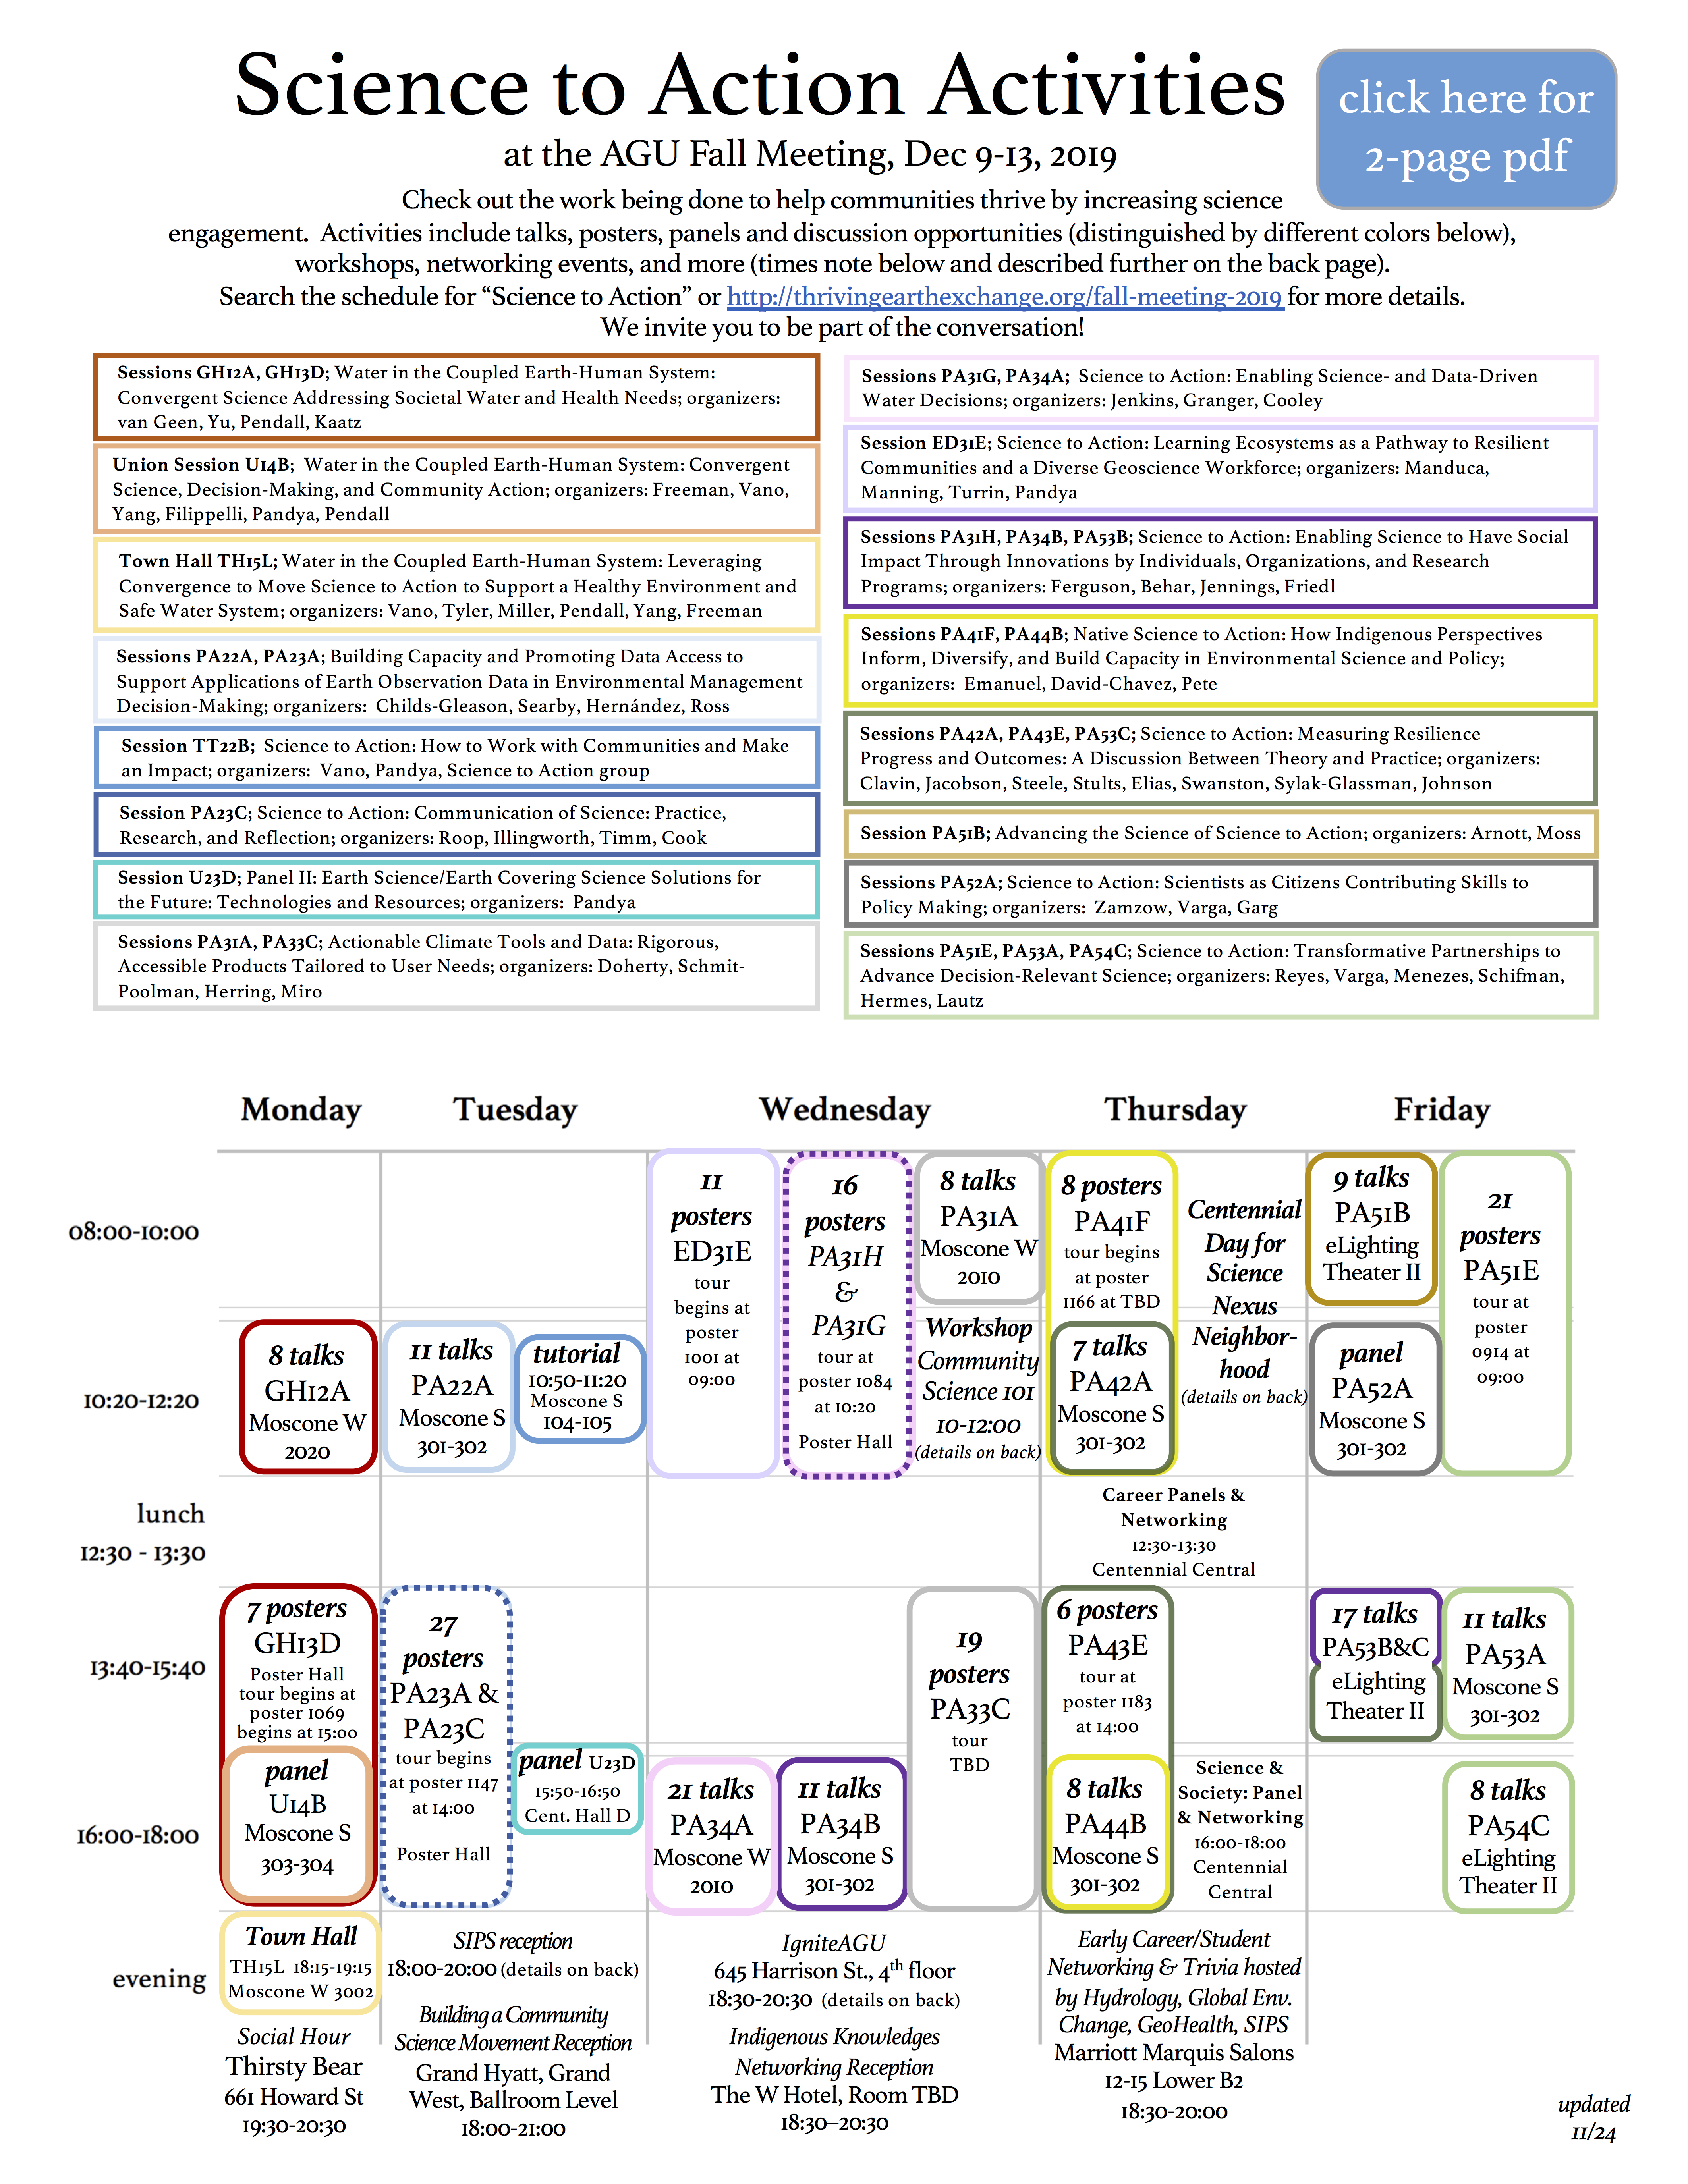 Science to Action Activities
click here for
2-page pdf
at the AGU Fall Meeting, Dec 9-13, 2019
Check out the work being done to help communities thrive by increasing science
engagement. Activities include talks, posters, panels and discussion opportunities (distinguished by different colors below),
workshops, networking events, and more (times note below and described further on the back page).
Search the schedule for “Science to Action” or http://thrivingearthexchange.org/fall-meeting-2019 for more details.
We invite you to be part of the conversation!
Sessions GH12A, GH13D; Water in the Coupled Earth-Human System:
Convergent Science Addressing Societal Water and Health Needs; organizers:
van Geen, Yu, Pendall, Kaatz
Union Session U14B; Water in the Coupled Earth-Human System: Convergent
Science, Decision-Making, and Community Action; organizers: Freeman, Vano,
Yang, Filippelli, Pandya, Pendall
Town Hall TH15L; Water in the Coupled Earth-Human System: Leveraging
Convergence to Move Science to Action to Support a Healthy Environment and
Safe Water System; organizers: Vano, Tyler, Miller, Pendall, Yang, Freeman
Sessions PA22A, PA23A; Building Capacity and Promoting Data Access to
Support Applications of Earth Observation Data in Environmental Management
Decision-Making; organizers: Childs-Gleason, Searby, Hernández, Ross
Session TT22B; Science to Action: How to Work with Communities and Make
an Impact; organizers: Vano, Pandya, Science to Action group
Session PA23C; Science to Action: Communication of Science: Practice,
Research, and Reflection; organizers: Roop, Illingworth, Timm, Cook
Session U23D; Panel II: Earth Science/Earth Covering Science Solutions for
the Future: Technologies and Resources; organizers: Pandya
Sessions PA31A, PA33C; Actionable Climate Tools and Data: Rigorous,
Accessible Products Tailored to User Needs; organizers: Doherty, Schmit-
Poolman, Herring, Miro
Sessions PA31G, PA34A; Science to Action: Enabling Science- and Data-Driven
Water Decisions; organizers: Jenkins, Granger, Cooley
Session ED31E; Science to Action: Learning Ecosystems as a Pathway to Resilient
Communities and a Diverse Geoscience Workforce; organizers: Manduca,
Manning, Turrin, Pandya
Sessions PA31H, PA34B, PA53B; Science to Action: Enabling Science to Have Social
Impact Through Innovations by Individuals, Organizations, and Research
Programs; organizers: Ferguson, Behar, Jennings, Friedl
Sessions PA41F, PA44B; Native Science to Action: How Indigenous Perspectives
Inform, Diversify, and Build Capacity in Environmental Science and Policy;
organizers: Emanuel, David-Chavez, Pete
Sessions PA42A, PA43E, PA53C; Science to Action: Measuring Resilience
Progress and Outcomes: A Discussion Between Theory and Practice; organizers:
Clavin, Jacobson, Steele, Stults, Elias, Swanston, Sylak-Glassman, Johnson
Session PA51B; Advancing the Science of Science to Action; organizers: Arnott, Moss
Sessions PA52A; Science to Action: Scientists as Citizens Contributing Skills to
Policy Making; organizers: Zamzow, Varga, Garg
Sessions PA51E, PA53A, PA54C; Science to Action: Transformative Partnerships to
Advance Decision-Relevant Science; organizers: Reyes, Varga, Menezes, Schifman,
Hermes, Lautz
Monday
Tuesday
Wednesday
Thursday
Friday
08:00-10:00
11
posters
ED31E
tour
begins at
poster
1001 at
09:00
16
posters
PA31H
&
PA31G
tour at
poster 1084
at 10:20
Poster Hall
8 talks
PA31A
Moscone W
2010
8 posters
PA41F
tour begins
at poster
1166 at TBD
Centennial
Day for
Science
Nexus
Neighbor-
hood
(details on back)
9 talks
PA51B
eLighting
Theater II
21
posters
PA51E
tour at
poster
0914 at
09:00
10:20-12:20
8 talks
GH12A
Moscone W
2020
11 talks
PA22A
Moscone S
301-302
tutorial
10:50-11:20
Moscone S
104-105
Workshop
Community
Science 101
10-12:00
(details on back)
7 talks
PA42A
Moscone S
301-302
panel
PA52A
Moscone S
301-302
lunch
12:30 - 13:30
Career Panels &
Networking
12:30-13:30
Centennial Central
13:40-15:40
7 posters
GH13D
Poster Hall
tour begins at
poster 1069
begins at 15:00
27
posters
PA23A &
PA23C
tour begins
at poster 1147
at 14:00
Poster Hall
19
posters
PA33C
tour
TBD
6 posters
PA43E
tour at
poster 1183
at 14:00
17 talks
PA53B&C
eLighting
Theater II
11 talks
PA53A
Moscone S
301-302
16:00-18:00
panel
U14B
Moscone S
303-304
panel U23D
15:50-16:50
Cent. Hall D
21 talks
PA34A
Moscone W
2010
11 talks
PA34B
Moscone S
301-302
8 talks
PA44B
Moscone S
301-302
Science &
Society: Panel
& Networking
16:00-18:00
Centennial
Central
8 talks
PA54C
eLighting
Theater II
evening
Town Hall
TH15L 18:15-19:15
Moscone W 3002
Social Hour
Thirsty Bear
661 Howard St
19:30-20:30
SIPS reception
18:00-20:00 (details on back)
Building a Community
Science Movement Reception
Grand Hyatt, Grand
West, Ballroom Level
18:00-21:00
IgniteAGU
645 Harrison St., 4th floor
18:30-20:30 (details on back)
Indigenous Knowledges
Networking Reception
The W Hotel, Room TBD
18:30–20:30
Early Career/Student
Networking & Trivia hosted
by Hydrology, Global Env.
Change, GeoHealth, SIPS
Marriott Marquis Salons
12-15 Lower B2
18:30-20:00
updated
11/24